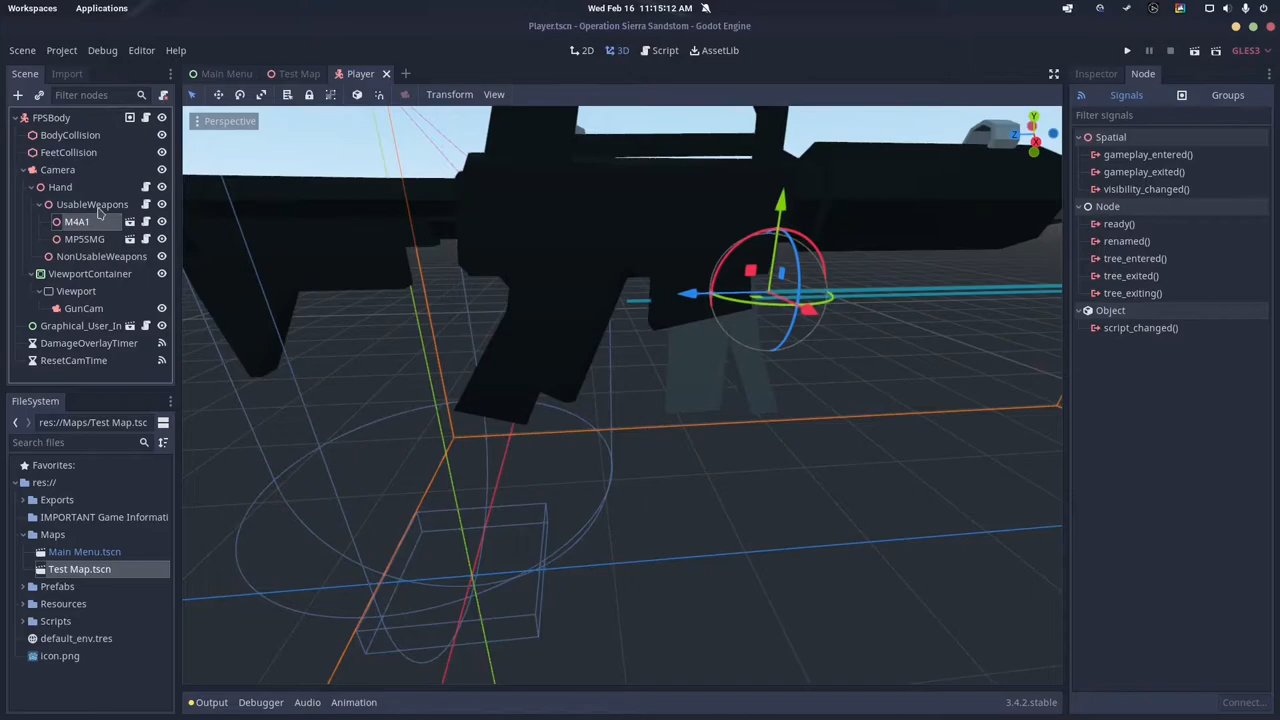 Workspaces Applications Wed Feb 16 11:15:12 AM
Player.tscn - Operation Sierra Sandstom - Godot Engine
Scene Project Debug Editor Help 2D 3D Script AssetLib GLES3
Scene Import Main Menu Test Map Player Inspector Node
Filter nodes Transform View Signals Groups
FPSBody Perspective Y Z X Filter signals
BodyCollision Spatial
FeetCollision gameplay_entered()
Camera gameplay_exited()
Hand visibility_changed()
UsableWeapons Node
M4A1 ready()
MP5SMG renamed()
NonUsableWeapons tree_entered()
ViewportContainer tree_exited()
Viewport tree_exiting()
GunCam Object
Graphical_User_In script_changed()
DamageOverlayTimer
ResetCamTime
FileSystem
res://Maps/Test Map.tsc
Search files
Favorites:
res://
Exports
IMPORTANT Game Informati
Maps
Main Menu.tscn
Test Map.tscn
Prefabs
Resources
Scripts
default_env.tres
icon.png
Output Debugger Audio Animation 3.4.2.stable Connect...